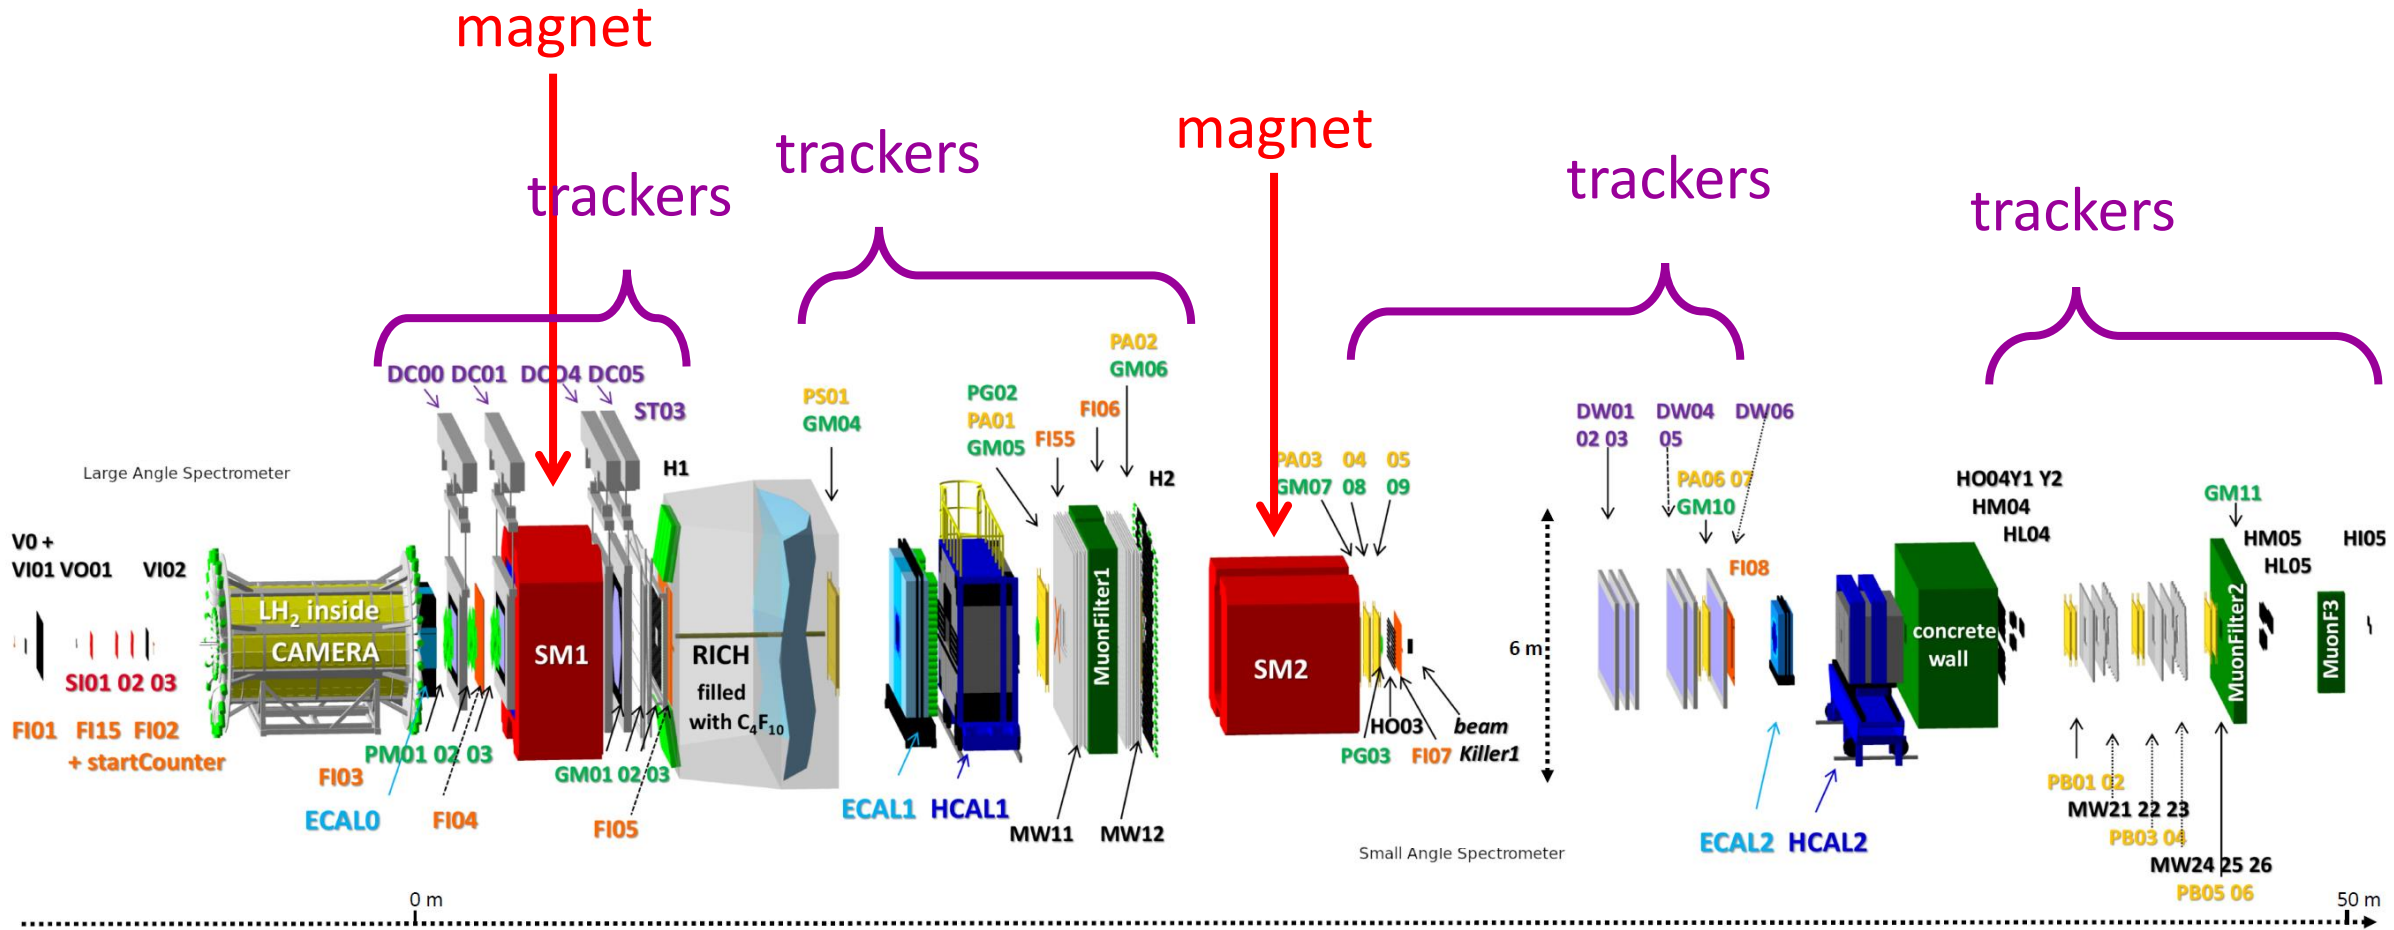 magnet
magnet
trackers
trackers
trackers
trackers
PA02
GM06
DC00 DC01 DC04 DC05
ST03
PS01
GM04
PG02
PA01
GM05
FI55
FI06
H1
H2
DW01
02 03
DW04
05
DW06
PA03 04 05
GM07 08 09
PA06 07
GM10
FI08
HO04Y1 Y2
HM04
HL04
GM11
HM05
HL05
HI05
Large Angle Spectrometer
V0 +
VI01 VO01 VI02
LH2 inside
CAMERA
SM1
RICH
filled
with C4F10
MuonFilter1
SM2
6 m
concrete
wall
MuonFilter2
MuonF3
SI01 02 03
FI01 FI15 FI02
+ startCounter
PM01 02 03
FI03
ECAL0
FI04
GM01 02 03
FI05
ECAL1 HCAL1
MW11 MW12
HO03
PG03
FI07
beam
Killer1
Small Angle Spectrometer
ECAL2 HCAL2
PB01 02
MW21 22 23
PB03 04
MW24 25 26
PB05 06
0 m
50 m